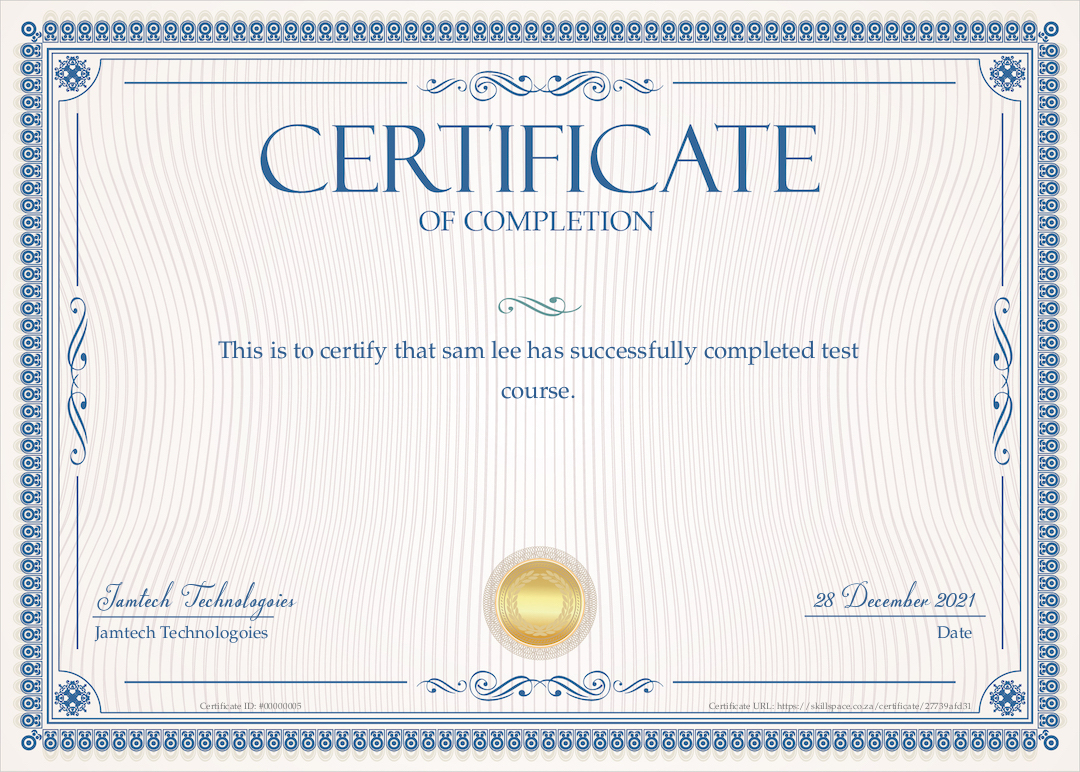 CERTIFICATE
OF COMPLETION
This is to certify that sam lee has successfully completed test
course.
Jamtech Technologoies
Jamtech Technologoies
28 December 2021
Date
Certificate ID: #00000005
Certificate URL: https://skillspace.co.za/certificate/27739afd31